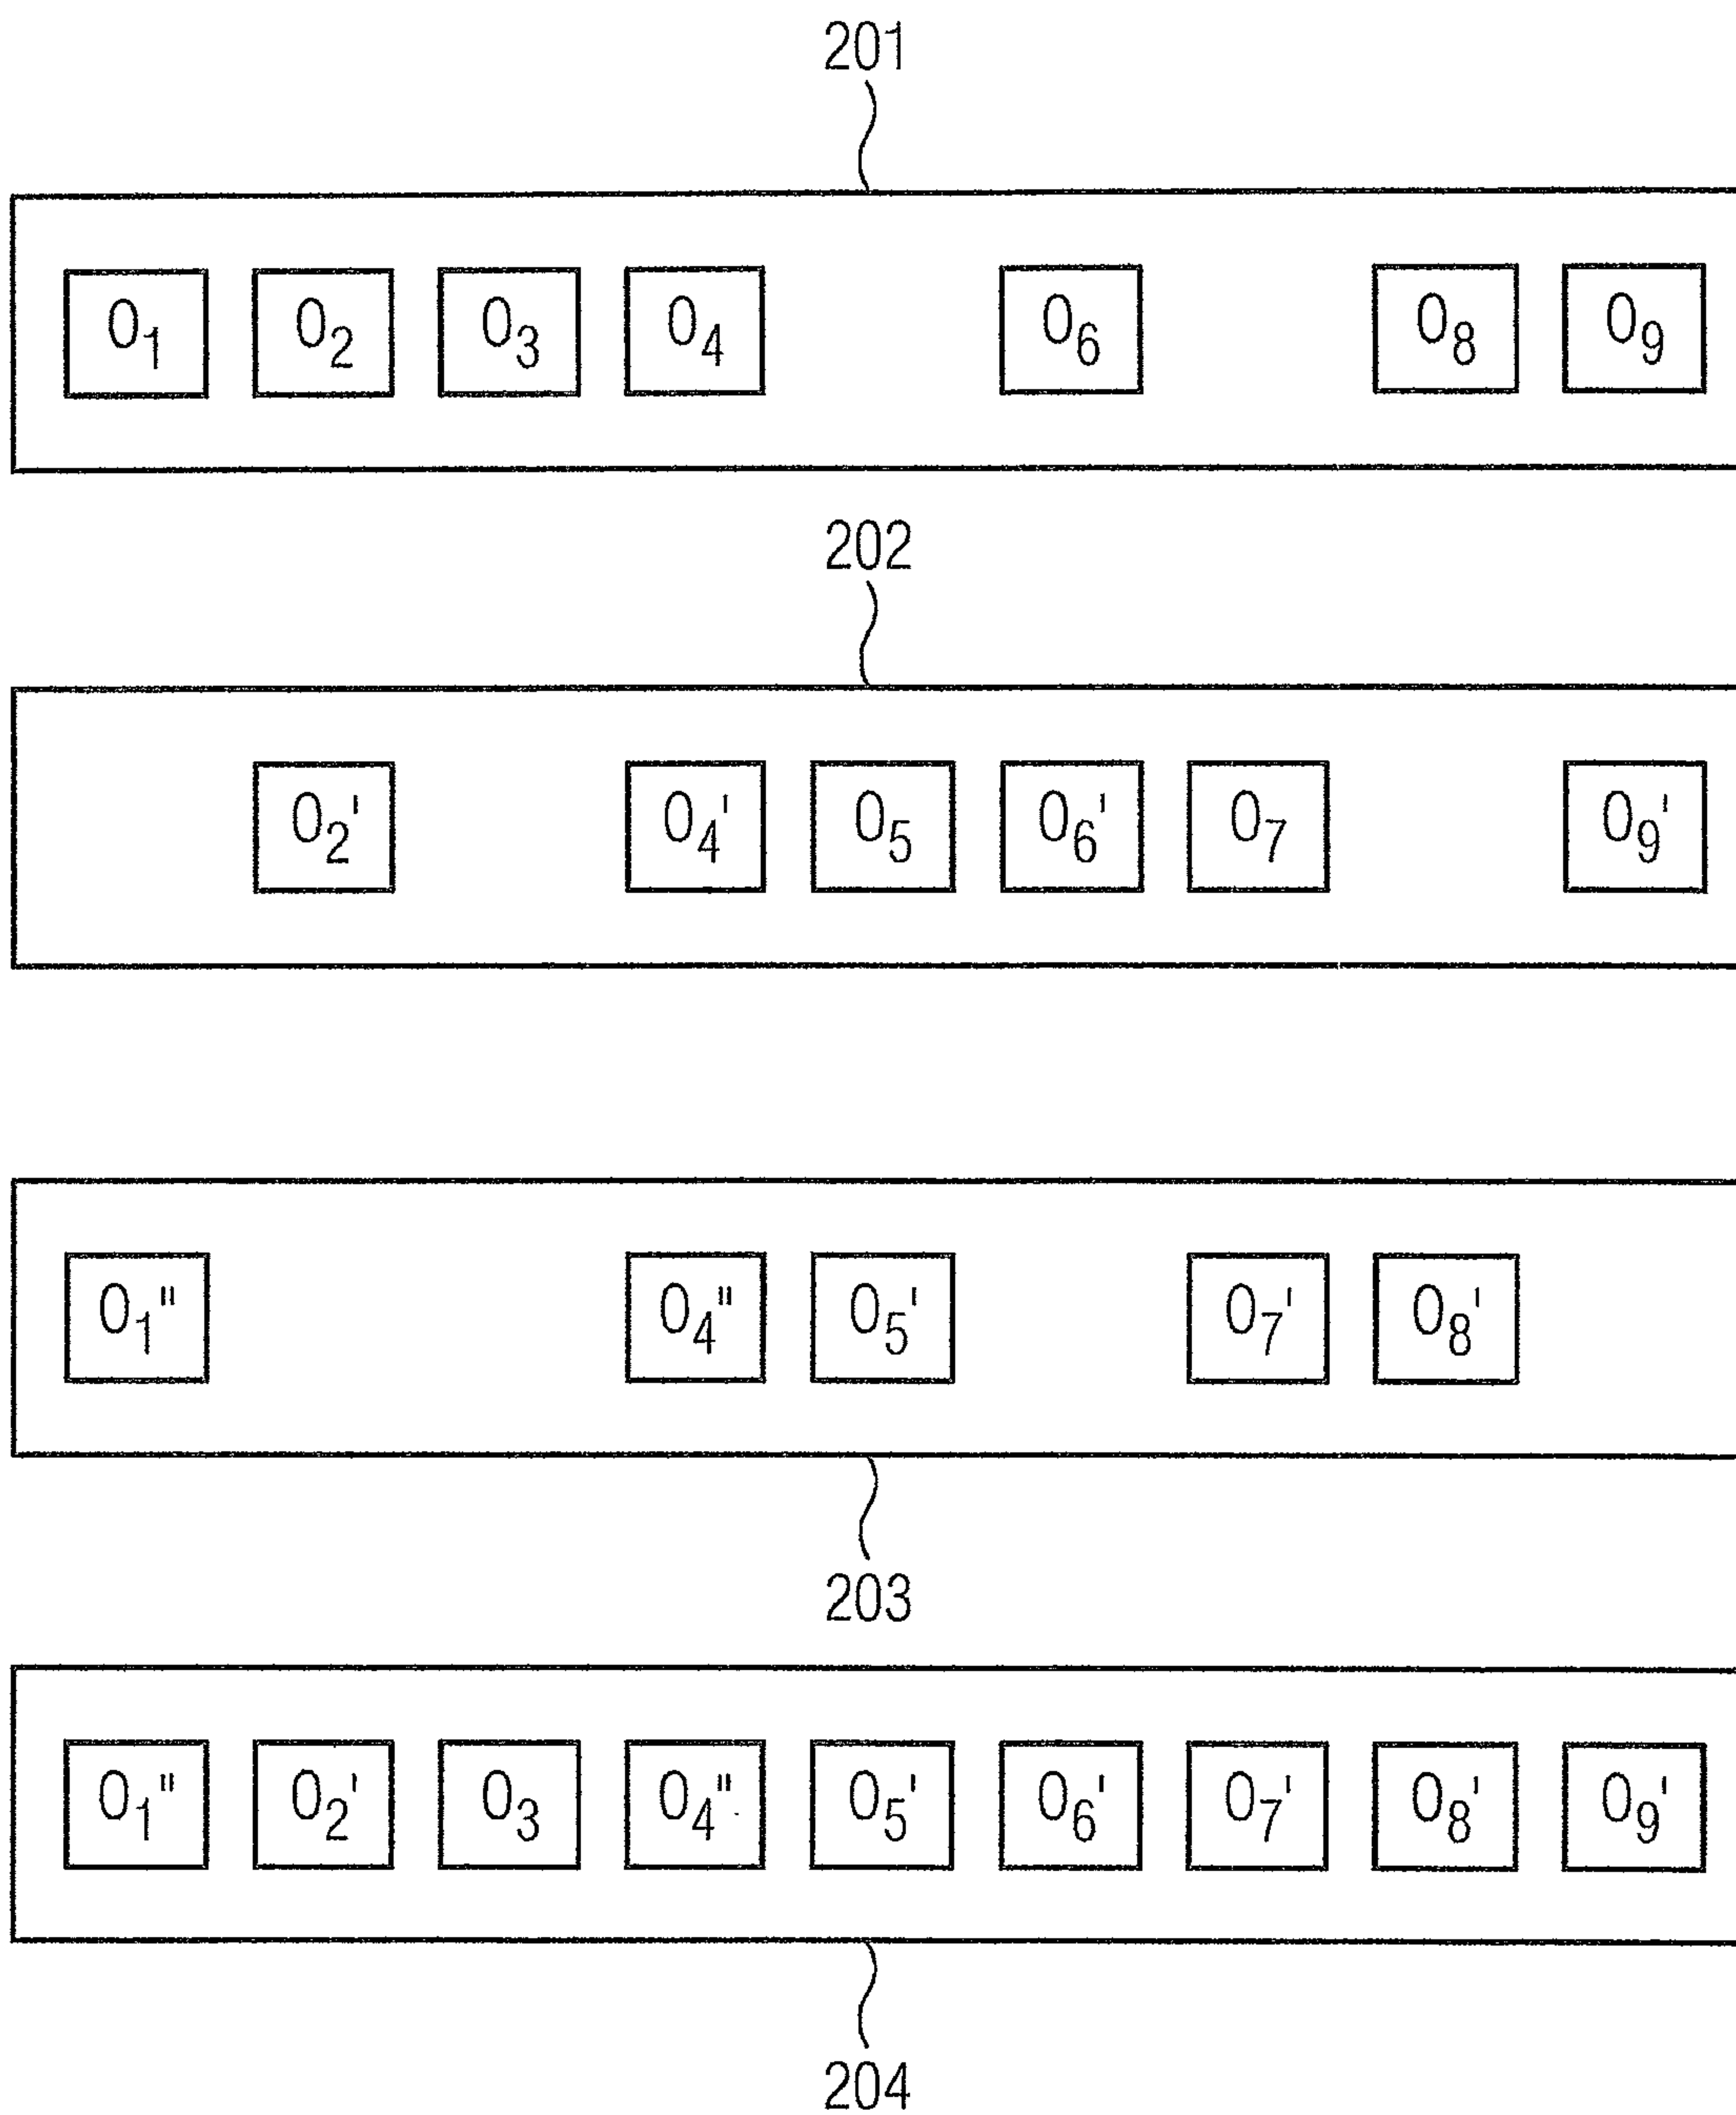 201
O₁ O₂ O₃ O₄ O₆ O₈ O₉
202
O₂' O₄' O₅ O₆' O₇ O₉'
O₁" O₄" O₅' O₇' O₈'
203
O₁" O₂' O₃ O₄" O₅' O₆' O₇' O₈' O₉'
204